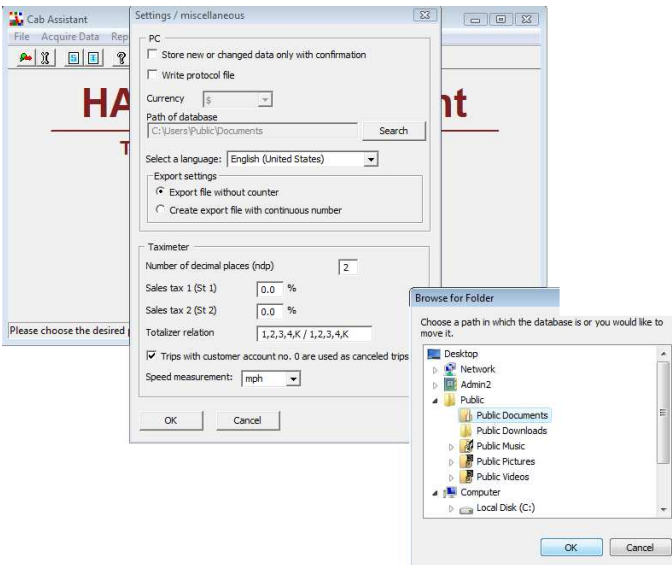 Cab Assistant
File Acquire Data Rep
HA
nt
T
Please choose the desired
Settings / miscellaneous
PC
Store new or changed data only with confirmation
Write protocol file
Currency $
Path of database
C:\Users\Public\Documents Search
Select a language: English (United States)
Export settings
Export file without counter
Create export file with continuous number
Taximeter
Number of decimal places (ndp) 2
Sales tax 1 (St 1) 0.0 %
Sales tax 2 (St 2) 0.0 %
Totalizer relation 1,2,3,4,K / 1,2,3,4,K
Trips with customer account no. 0 are used as canceled trips
Speed measurement: mph
OK Cancel
Browse for Folder
Choose a path in which the database is or you would like to
move it.
Desktop
Network
Admin2
Public
Public Documents
Public Downloads
Public Music
Public Pictures
Public Videos
Computer
Local Disk (C:)
OK Cancel